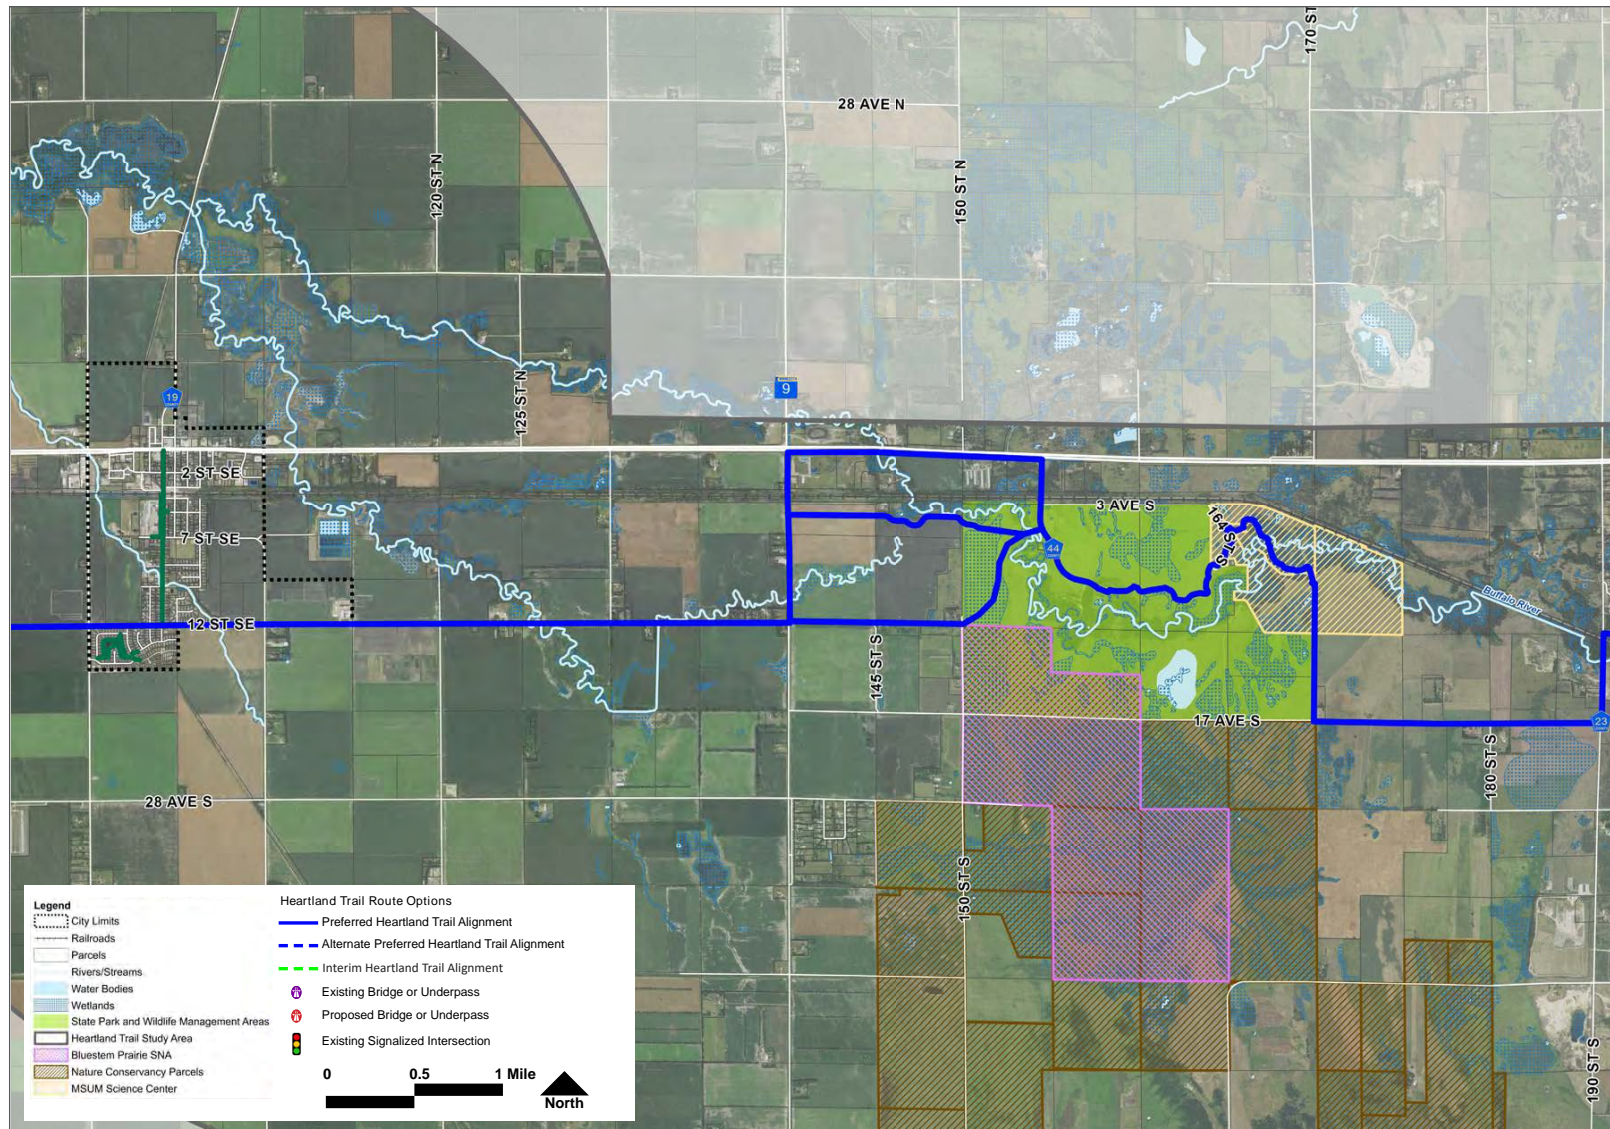 170 ST
28 AVE N
120 ST N
150 ST N
125 ST N
9
19
2 ST SE
7 ST SE
3 AVE S
164 ST S
44
Buffalo River
12 ST SE
145 ST S
17 AVE S
23
180 ST S
28 AVE S
150 ST S
190 ST S
Legend
City Limits
Railroads
Parcels
Rivers/Streams
Water Bodies
Wetlands
State Park and Wildlife Management Areas
Heartland Trail Study Area
Bluestem Prairie SNA
Nature Conservancy Parcels
MSUM Science Center
Heartland Trail Route Options
Preferred Heartland Trail Alignment
Alternate Preferred Heartland Trail Alignment
Interim Heartland Trail Alignment
Existing Bridge or Underpass
Proposed Bridge or Underpass
Existing Signalized Intersection
0 0.5 1 Mile
North